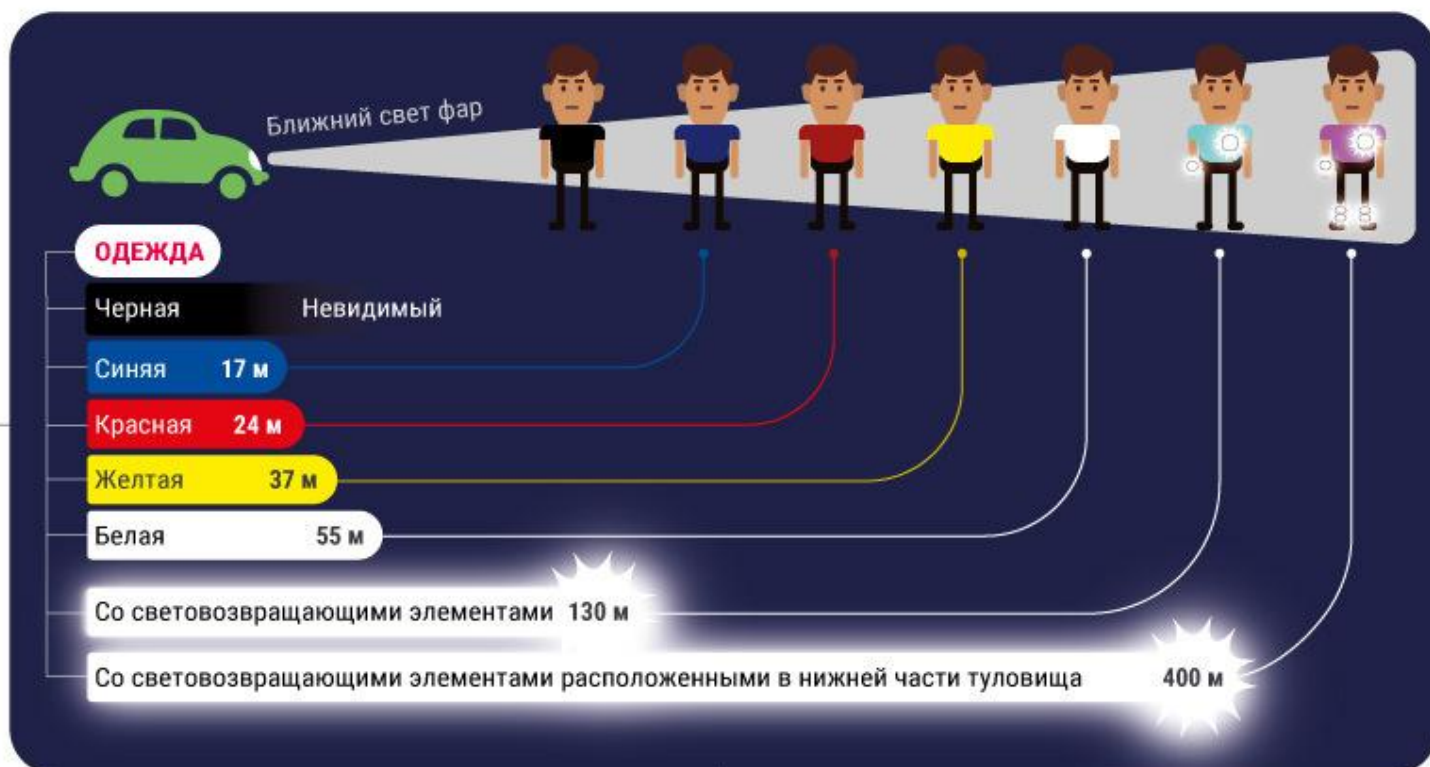 Ближний свет фар
ОДЕЖДА
Черная Невидимый
Синяя 17 м
Красная 24 м
Желтая 37 м
Белая 55 м
Со световозвращающими элементами 130 м
Со световозвращающими элементами расположенными в нижней части туловища 400 м